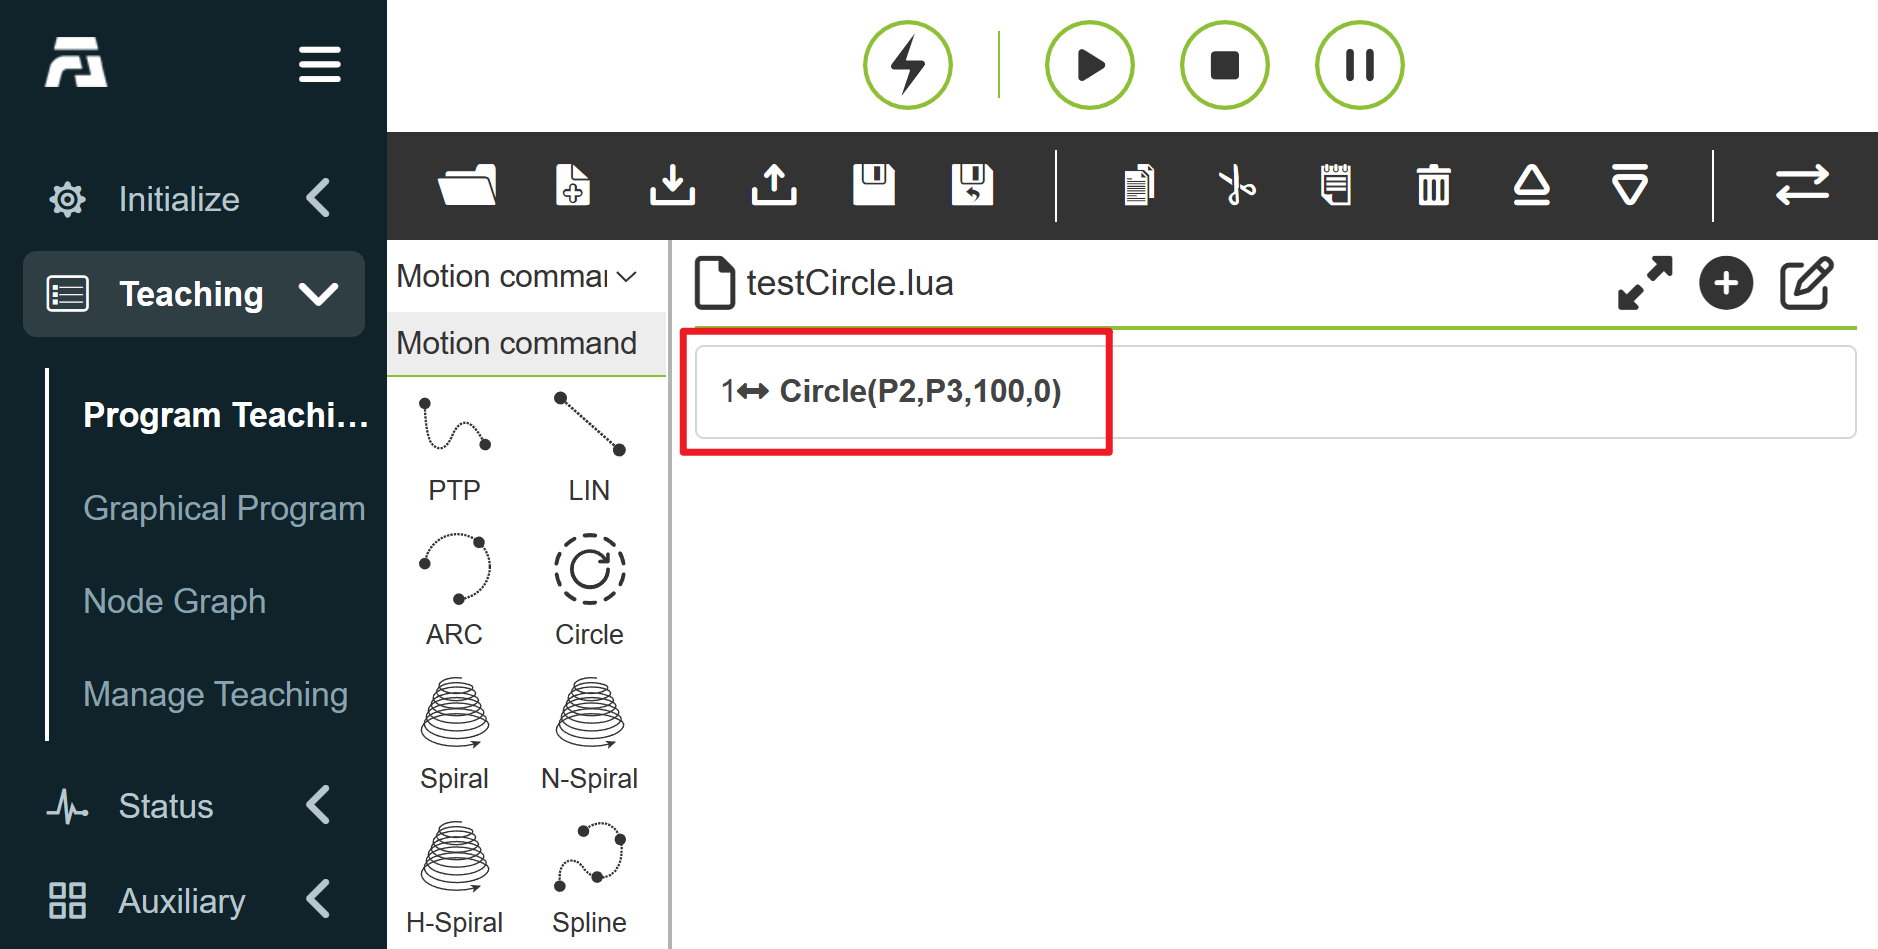 Initialize
Teaching
Program Teachi...
Graphical Program
Node Graph
Manage Teaching
Status
Auxiliary
Motion commar
Motion command
PTP
LIN
ARC
Circle
Spiral
N-Spiral
H-Spiral
Spline
testCircle.lua
1 Circle(P2,P3,100,0)